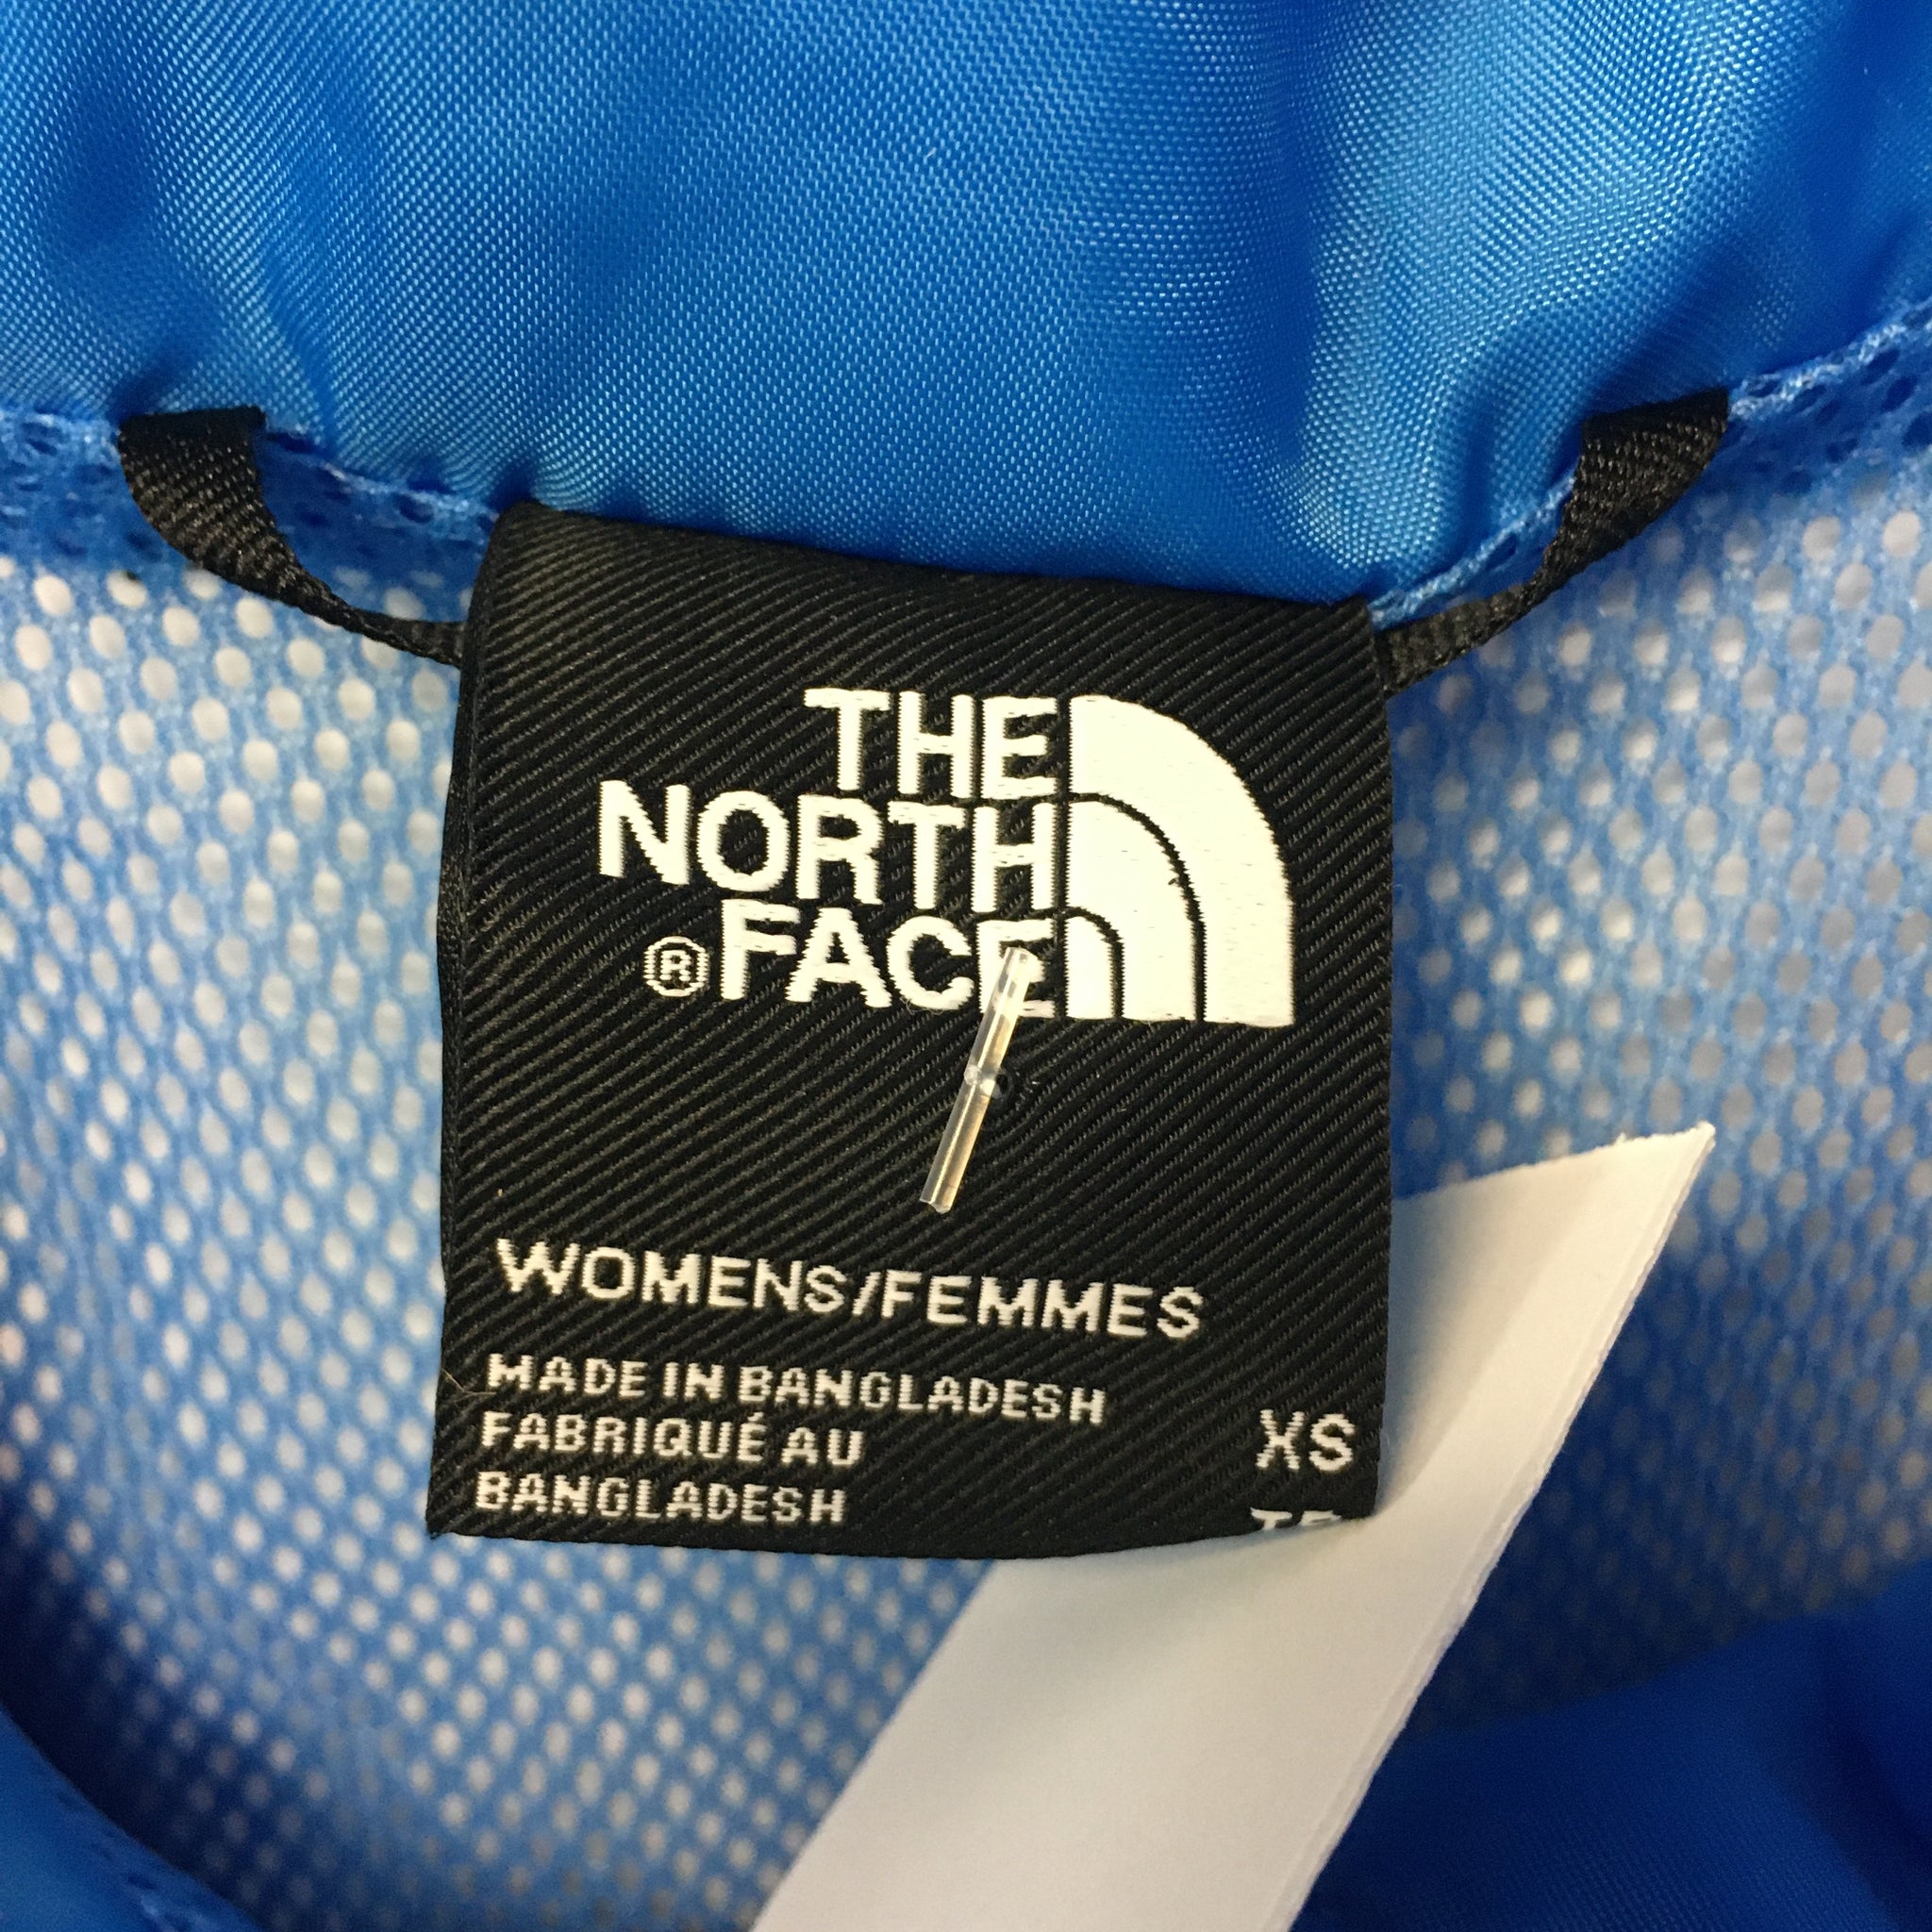 THE
NORTH
®FACE
WOMENS/FEMMES
MADE IN BANGLADESH
FABRIQUÉ AU
BANGLADESH
XS